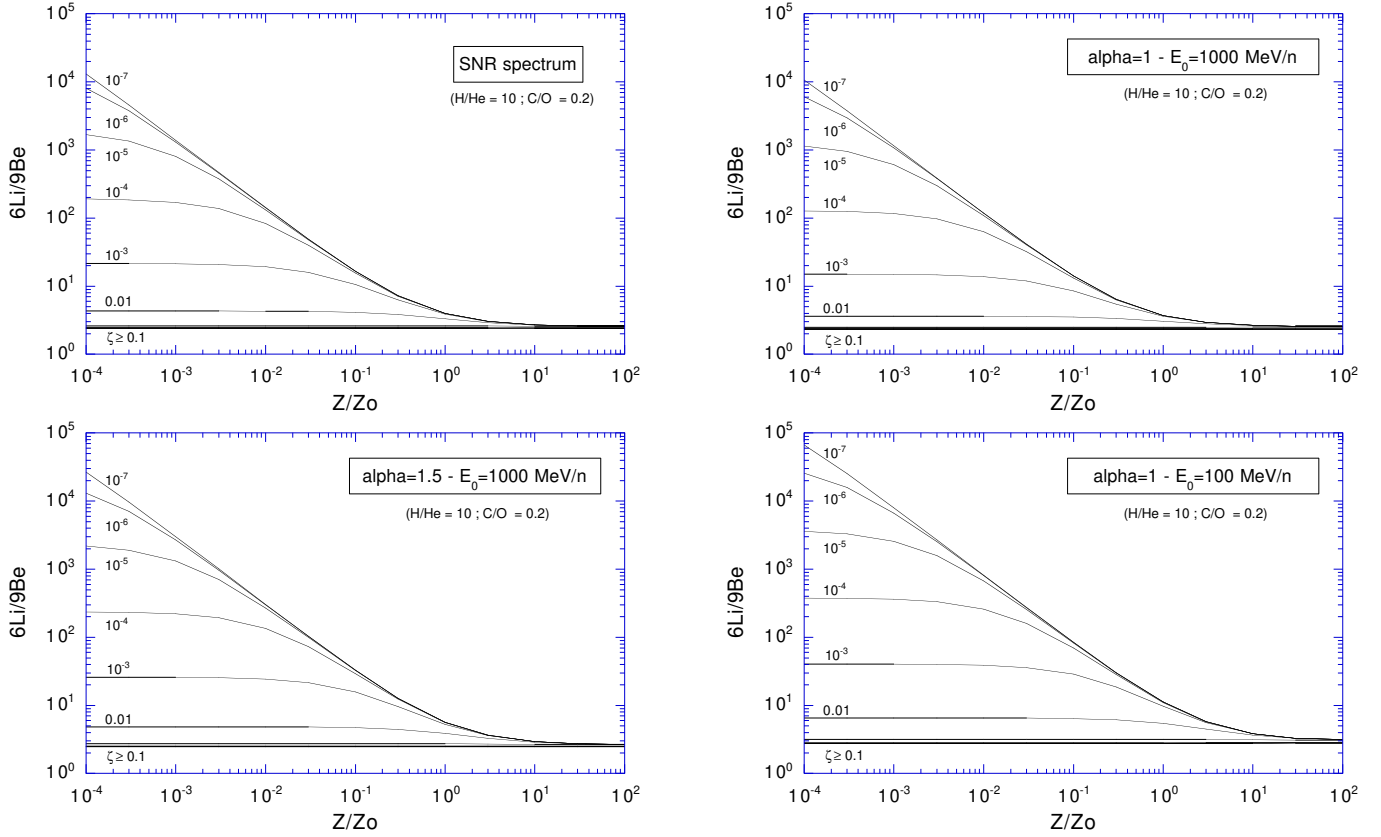 10^5
10^4
10^3
10^2
10^1
10^0
6Li/9Be
SNR spectrum
(H/He = 10 ; C/O = 0.2)
10^-7
10^-6
10^-5
10^-4
10^-3
0.01
ζ ≥ 0.1
10^-4 10^-3 10^-2 10^-1 10^0 10^1 10^2
Z/Zo
10^5
10^4
10^3
10^2
10^1
10^0
6Li/9Be
alpha=1 - E_0=1000 MeV/n
(H/He = 10 ; C/O = 0.2)
10^-7
10^-6
10^-5
10^-4
10^-3
0.01
ζ ≥ 0.1
10^-4 10^-3 10^-2 10^-1 10^0 10^1 10^2
Z/Zo
10^5
10^4
10^3
10^2
10^1
10^0
6Li/9Be
alpha=1.5 - E_0=1000 MeV/n
(H/He = 10 ; C/O = 0.2)
10^-7
10^-6
10^-5
10^-4
10^-3
0.01
ζ ≥ 0.1
10^-4 10^-3 10^-2 10^-1 10^0 10^1 10^2
Z/Zo
10^5
10^4
10^3
10^2
10^1
10^0
6Li/9Be
alpha=1 - E_0=100 MeV/n
(H/He = 10 ; C/O = 0.2)
10^-7
10^-6
10^-5
10^-4
10^-3
0.01
ζ ≥ 0.1
10^-4 10^-3 10^-2 10^-1 10^0 10^1 10^2
Z/Zo